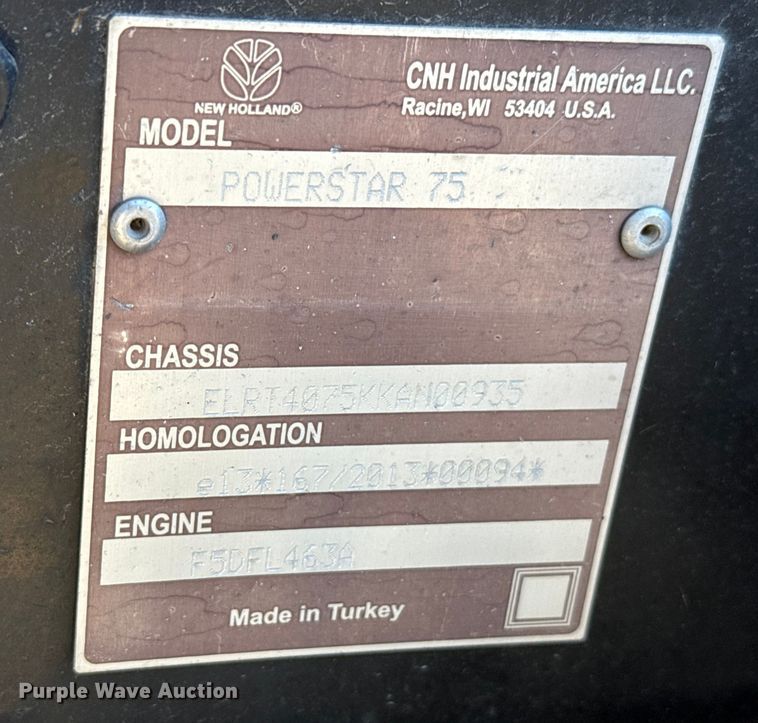 NEW HOLLAND®
CNH Industrial America LLC.
Racine,WI 53404 U.S.A.
MODEL
POWERSTAR 75
CHASSIS
ELRT4075KKAN00935
HOMOLOGATION
e13*167/2013*00094*
ENGINE
F5DFL463A
Made in Turkey
Purple Wave Auction